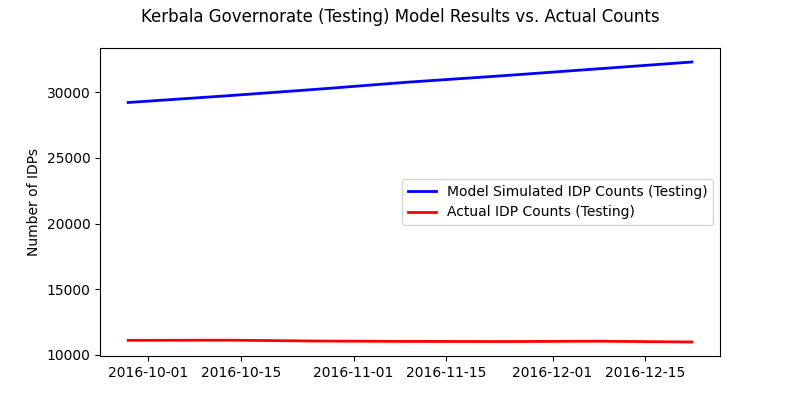 Kerbala Governorate (Testing) Model Results vs. Actual Counts
Number of IDPs
30000
25000
20000
15000
10000
Model Simulated IDP Counts (Testing)
Actual IDP Counts (Testing)
2016-10-01 2016-10-15 2016-11-01 2016-11-15 2016-12-01 2016-12-15